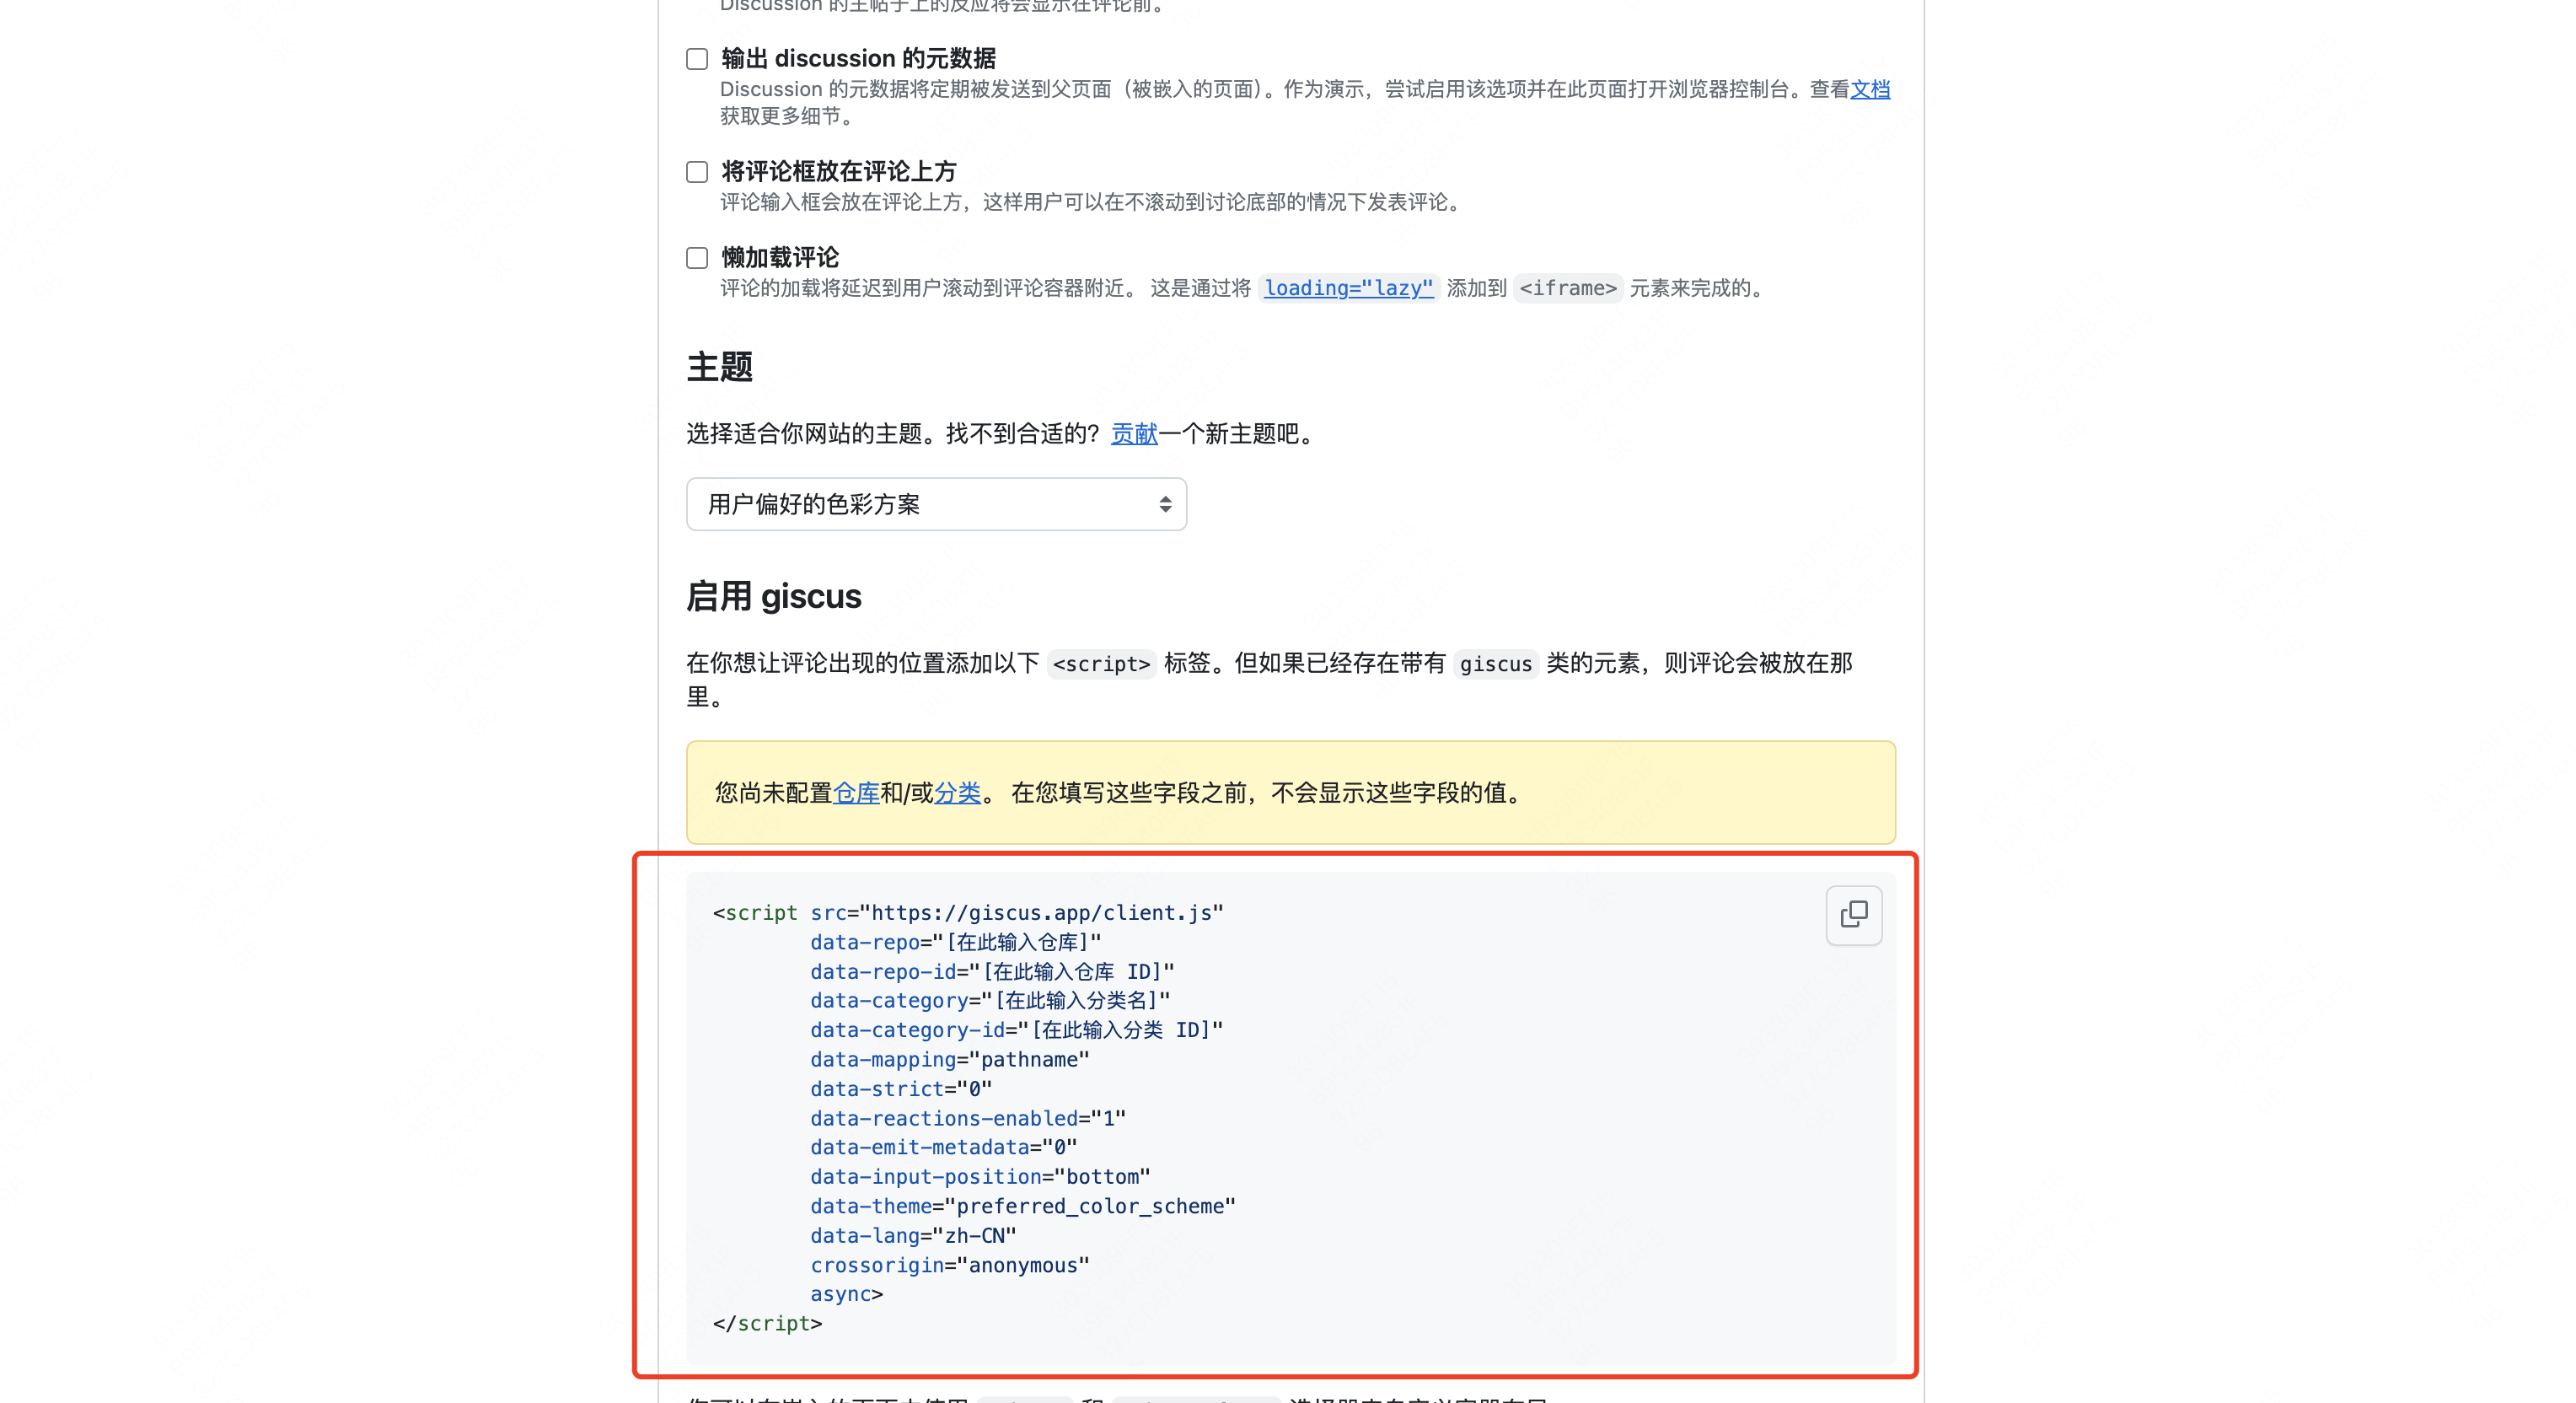 Discussion 的主帖子上的反应将会显示在评论前。
输出 discussion 的元数据
Discussion 的元数据将定期被发送到父页面（被嵌入的页面）。作为演示，尝试启用该选项并在此页面打开浏览器控制台。查看文档
获取更多细节。
将评论框放在评论上方
评论输入框会放在评论上方，这样用户可以在不滚动到讨论底部的情况下发表评论。
懒加载评论
评论的加载将延迟到用户滚动到评论容器附近。 这是通过将 loading="lazy" 添加到 <iframe> 元素来完成的。
主题
选择适合你网站的主题。找不到合适的？贡献一个新主题吧。
用户偏好的色彩方案
启用 giscus
在你想让评论出现的位置添加以下 <script> 标签。但如果已经存在带有 giscus 类的元素，则评论会被放在那
里。
您尚未配置仓库和/或分类。 在您填写这些字段之前，不会显示这些字段的值。
<script src="https://giscus.app/client.js"
data-repo="[在此输入仓库]"
data-repo-id="[在此输入仓库 ID]"
data-category="[在此输入分类名]"
data-category-id="[在此输入分类 ID]"
data-mapping="pathname"
data-strict="0"
data-reactions-enabled="1"
data-emit-metadata="0"
data-input-position="bottom"
data-theme="preferred_color_scheme"
data-lang="zh-CN"
crossorigin="anonymous"
async>
</script>